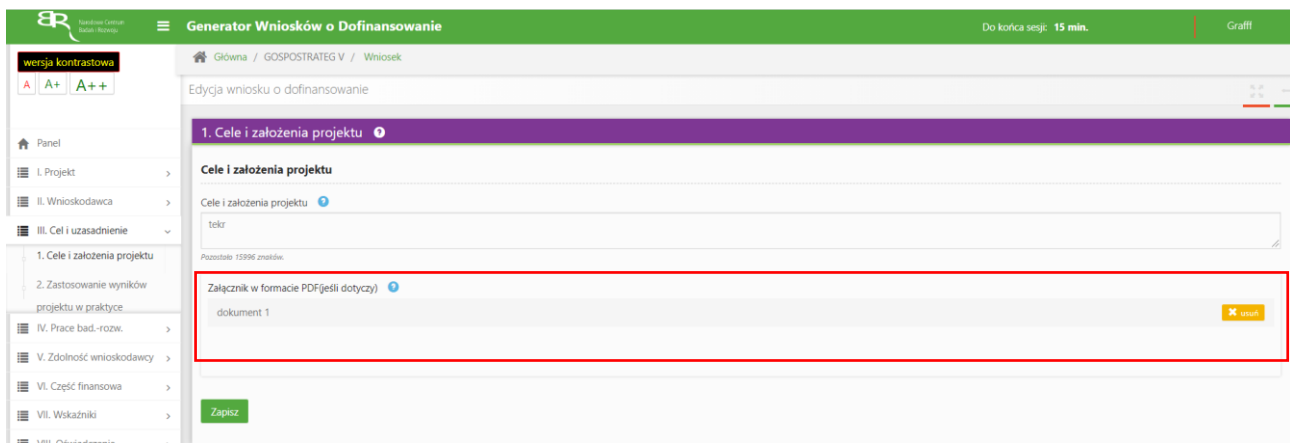 Narodowe Centrum
Badań i Rozwoju
Generator Wniosków o Dofinansowanie
Do końca sesji: 15 min.
Grafff
wersja kontrastowa
A A+ A++
Główna / GOSPOSTRATEG V / Wniosek
Edycja wniosku o dofinansowanie
Panel
I. Projekt
II. Wnioskodawca
III. Cel i uzasadnienie
1. Cele i założenia projektu
2. Zastosowanie wyników
projektu w praktyce
IV. Prace bad.-rozw.
V. Zdolność wnioskodawcy
VI. Część finansowa
VII. Wskaźniki
VIII. Oświadczenia
1. Cele i założenia projektu
Cele i założenia projektu
Cele i założenia projektu
tekr
Pozostało 15996 znaków.
Załącznik w formacie PDF(jeśli dotyczy)
dokument 1
usuń
Zapisz